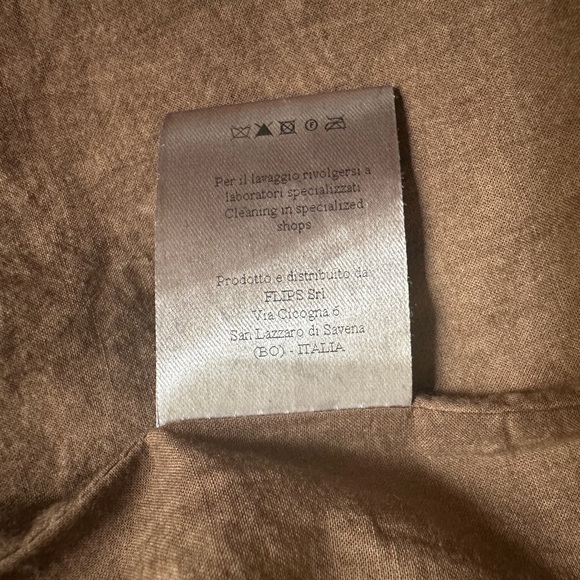 Per il lavaggio rivolgersi a
laboratori specializzati
Cleaning in specialized
shops
Prodotto e distribuito da
FLIPS Srl
Via Cicogna 6
San Lazzaro di Savena
(BO) - ITALIA